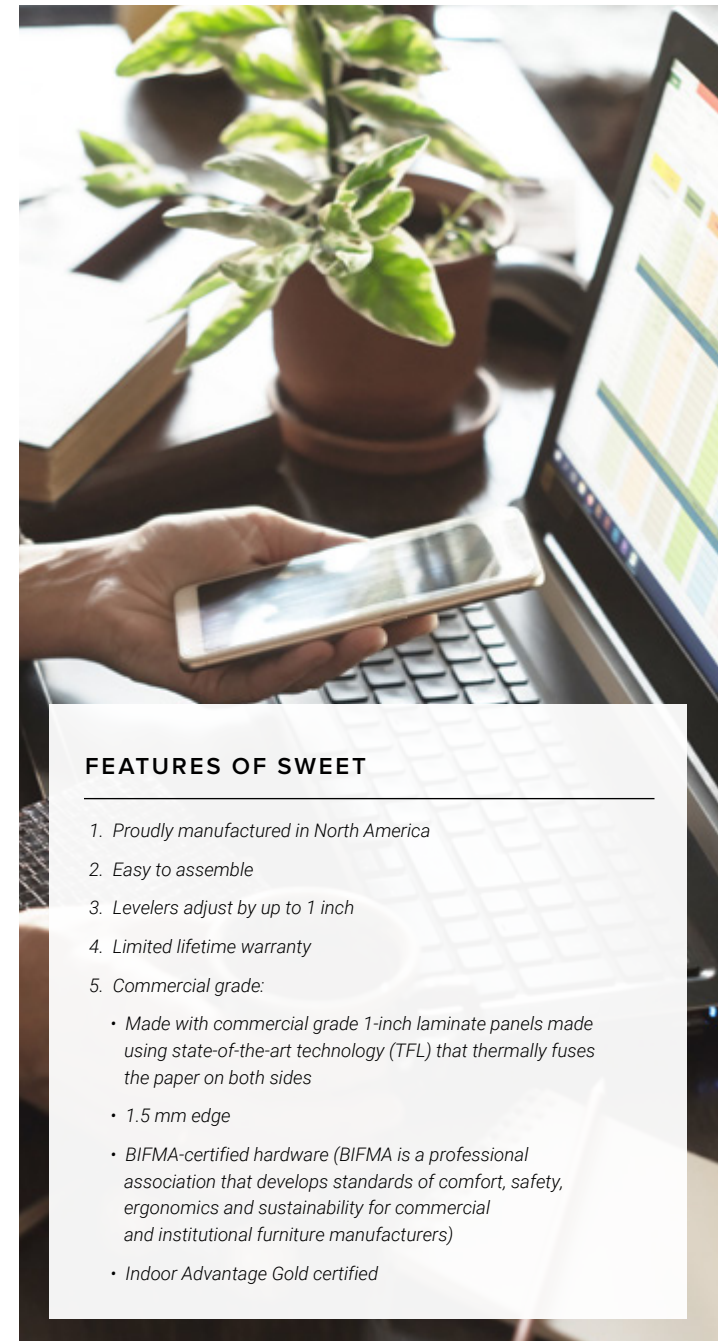 FEATURES OF SWEET
1. Proudly manufactured in North America
2. Easy to assemble
3. Levelers adjust by up to 1 inch
4. Limited lifetime warranty
5. Commercial grade:
• Made with commercial grade 1-inch laminate panels made
using state-of-the-art technology (TFL) that thermally fuses
the paper on both sides
• 1.5 mm edge
• BIFMA-certified hardware (BIFMA is a professional
association that develops standards of comfort, safety,
ergonomics and sustainability for commercial
and institutional furniture manufacturers)
• Indoor Advantage Gold certified